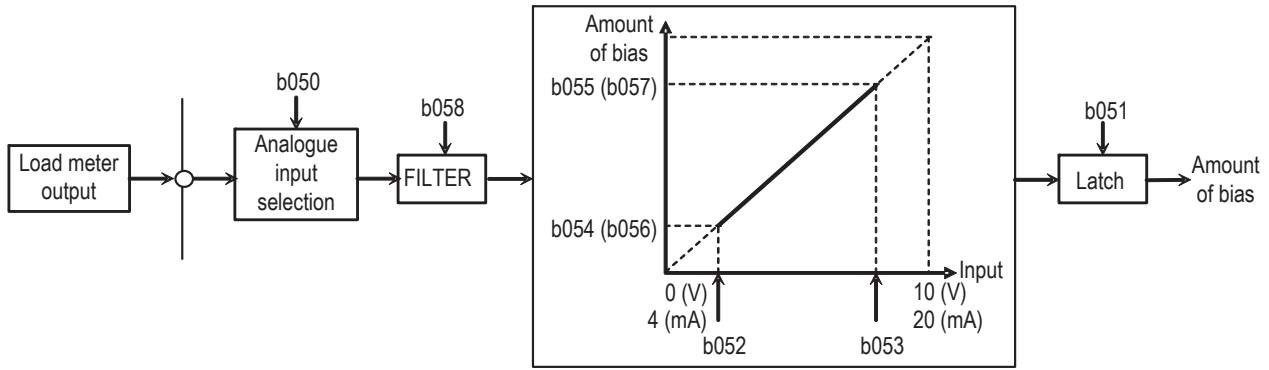 Load meter
output
b050
Analogue
input
selection
b058
FILTER
Amount
of bias
b055 (b057)
b054 (b056)
Input
0 (V)
4 (mA)
10 (V)
20 (mA)
b052
b053
b051
Latch
Amount
of bias